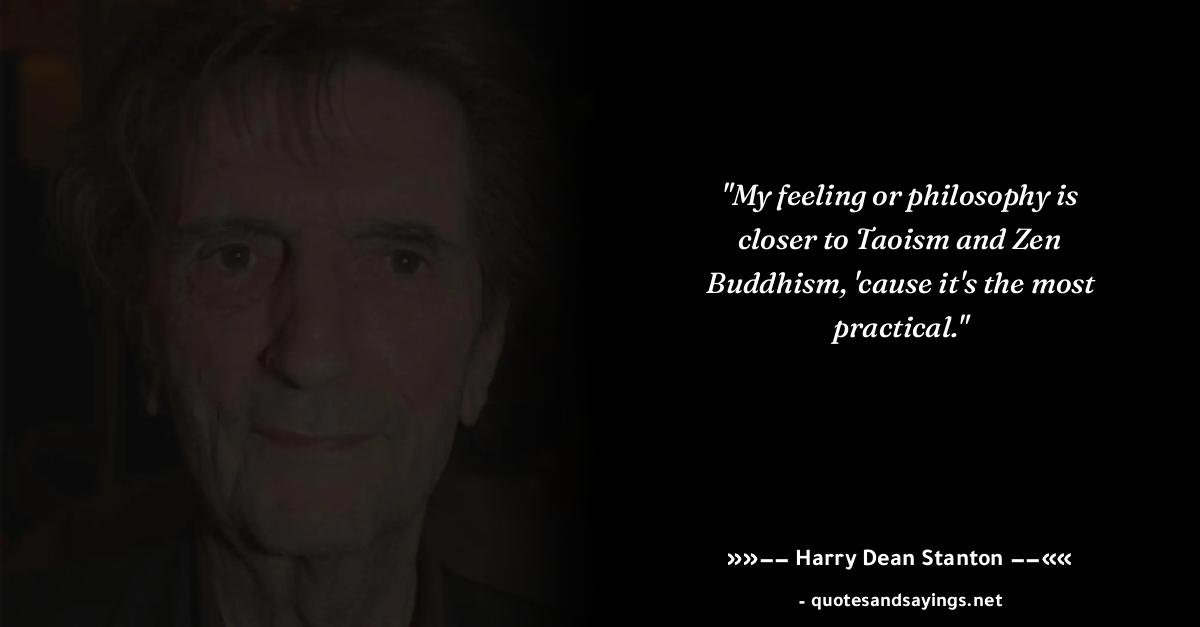 "My feeling or philosophy is
closer to Taoism and Zen
Buddhism, 'cause it's the most
practical."
»»–– Harry Dean Stanton ––««
- quotesandsayings.net